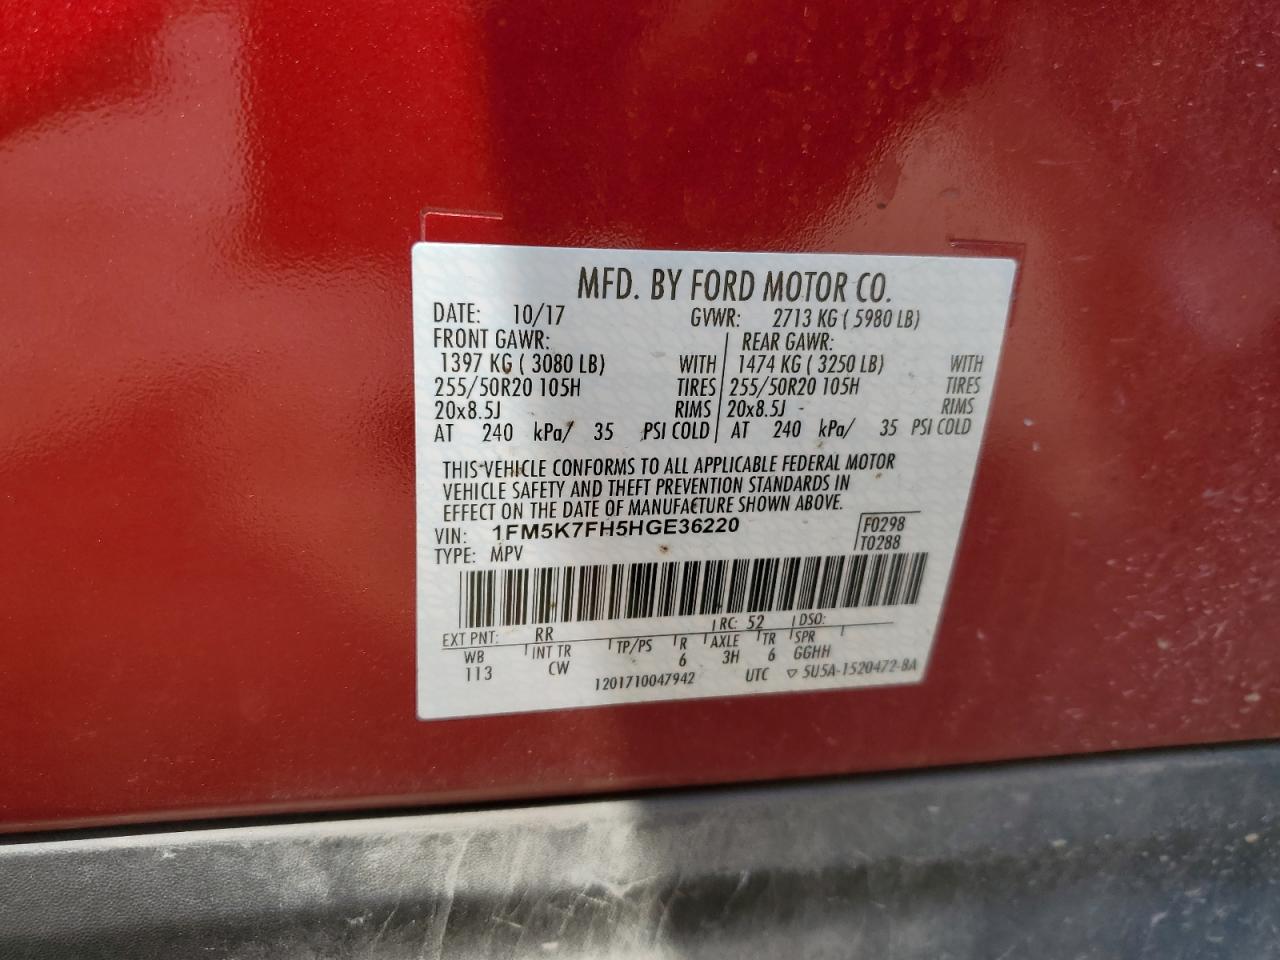 MFD. BY FORD MOTOR CO.
DATE: 10/17 GVWR: 2713 KG ( 5980 LB)
FRONT GAWR: REAR GAWR:
1397 KG ( 3080 LB) WITH 1474 KG ( 3250 LB) WITH
255/50R20 105H TIRES 255/50R20 105H TIRES
20x8.5J RIMS 20x8.5J - RIMS
AT 240 kPa/ 35 PSI COLD AT 240 kPa/ 35 PSI COLD
THIS VEHICLE CONFORMS TO ALL APPLICABLE FEDERAL MOTOR
VEHICLE SAFETY AND THEFT PREVENTION STANDARDS IN
EFFECT ON THE DATE OF MANUFACTURE SHOWN ABOVE.
VIN: 1FM5K7FH5HGE36220 F0298
TYPE: MPV T0288
EXT PNT: RR RC: 52 DSO:
WB INT TR TP/PS R AXLE TR SPR
113 CW 6 3H 6 GGHH
1201710047942 UTC ▽ 5U5A-1520472-BA